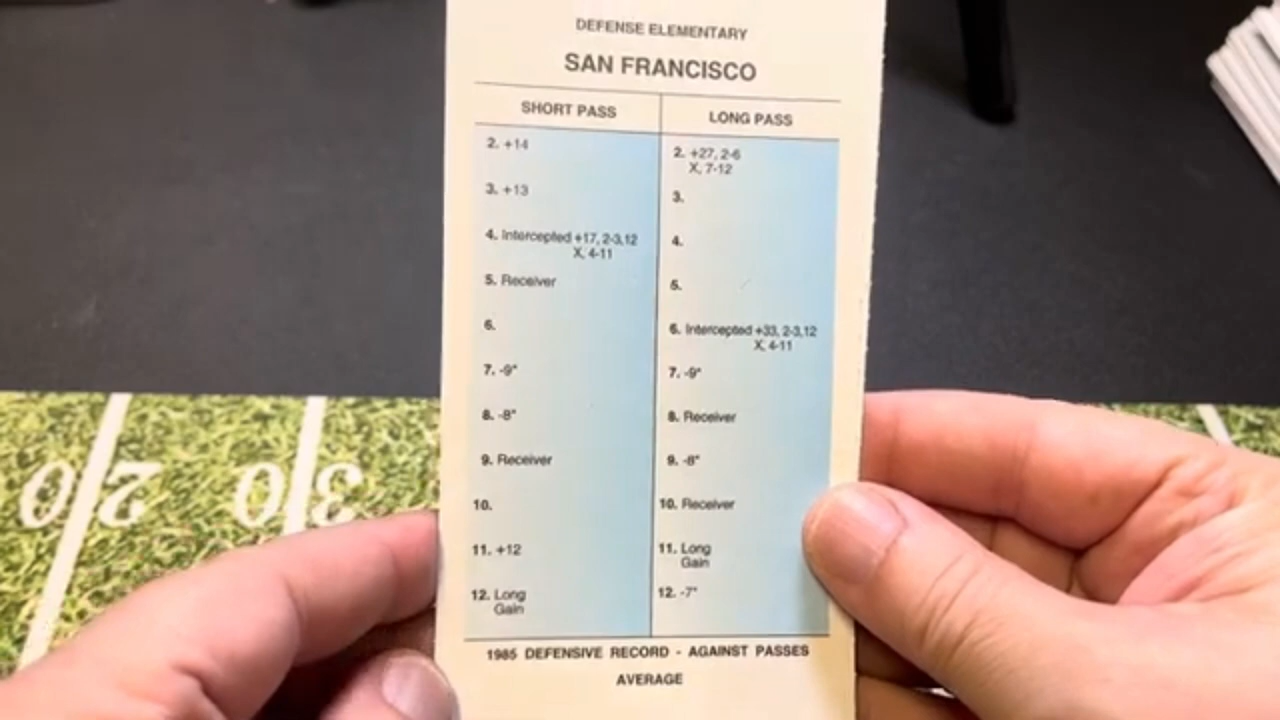 DEFENSE ELEMENTARY
SAN FRANCISCO
SHORT PASS
2. +14
3. +13
4. Intercepted +17, 2-3,12
X, 4-11
5. Receiver
6.
7. -9*
8. -8*
9. Receiver
10.
11. +12
12. Long
Gain
LONG PASS
2. +27, 2-6
X, 7-12
3.
4.
5.
6. Intercepted +33, 2-3,12
X, 4-11
7. -9*
8. Receiver
9. -8*
10. Receiver
11. Long
Gain
12. -7*
1985 DEFENSIVE RECORD - AGAINST PASSES
AVERAGE
20
30